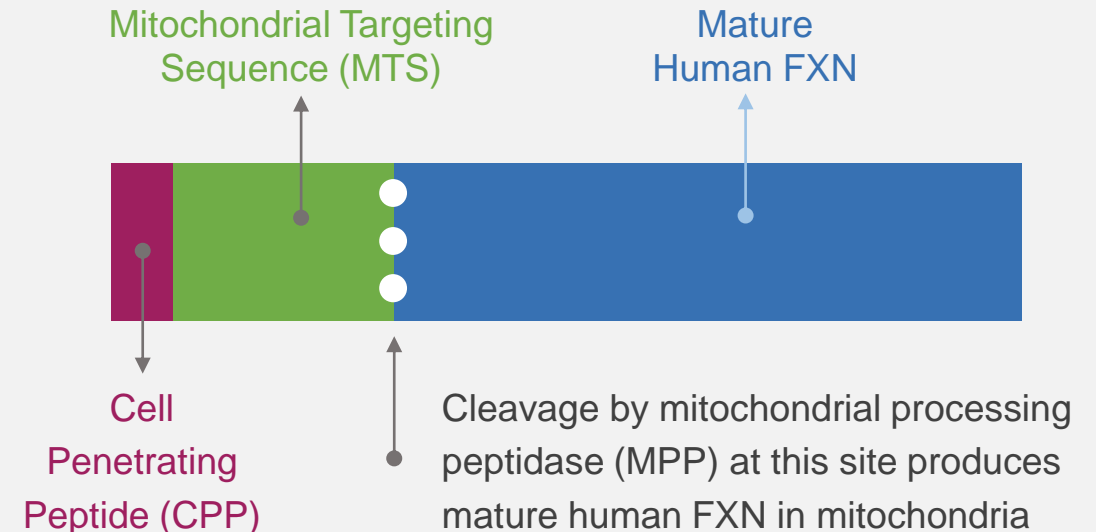 Mitochondrial Targeting
Sequence (MTS)
Mature
Human FXN
Cell
Penetrating
Peptide (CPP)
Cleavage by mitochondrial processing
peptidase (MPP) at this site produces
mature human FXN in mitochondria